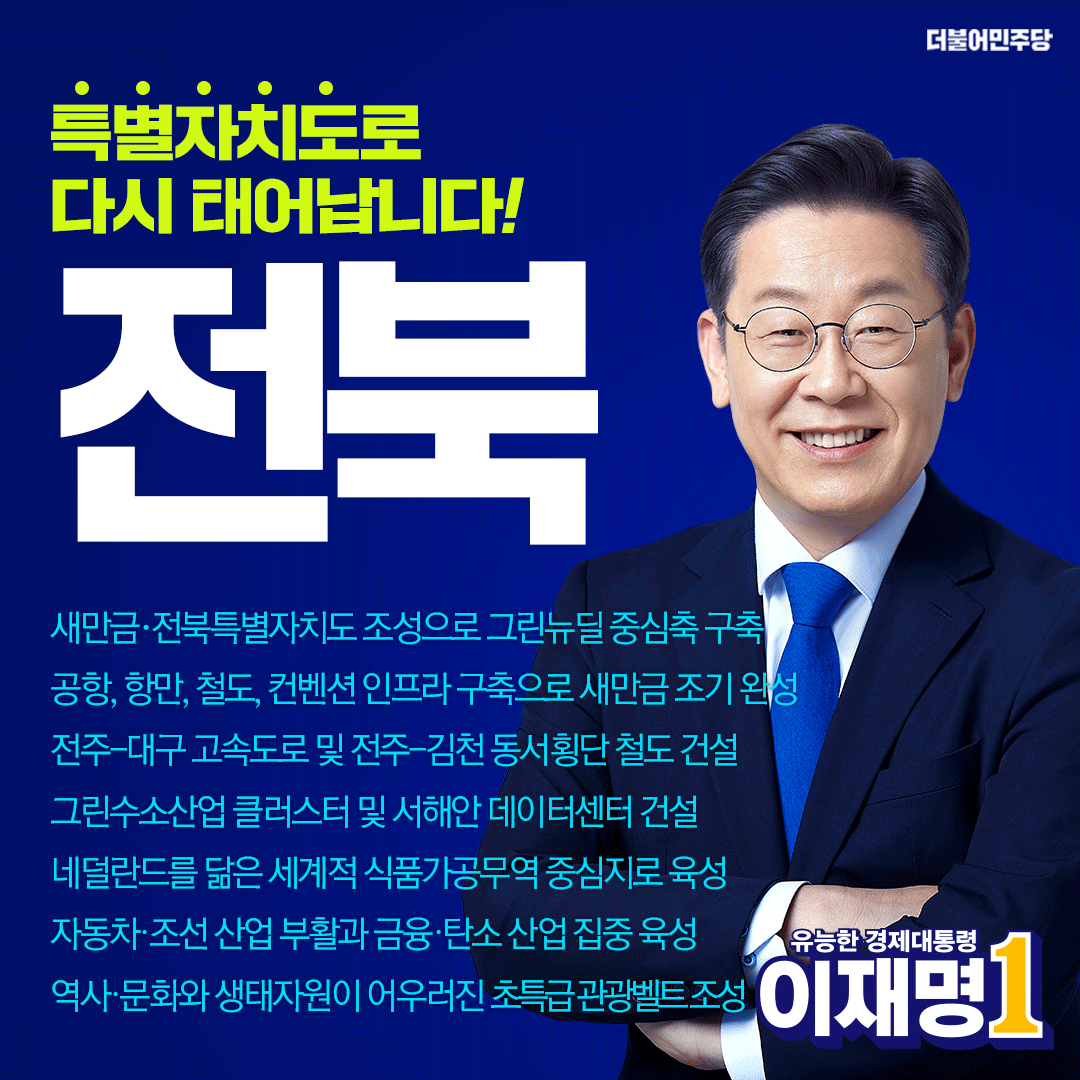 더불어민주당
특별자치도로
다시 태어납니다!
전북
새만금·전북특별자치도 조성으로 그린뉴딜 중심축 구축
공항, 항만, 철도, 컨벤션 인프라 구축으로 새만금 조기 완성
전주-대구 고속도로 및 전주-김천 동서횡단 철도 건설
그린수소산업 클러스터 및 서해안 데이터센터 건설
네덜란드를 닮은 세계적 식품가공무역 중심지로 육성
자동차·조선 산업 부활과 금융·탄소 산업 집중 육성
역사·문화와 생태자원이 어우러진 초특급 관광벨트 조성
유능한 경제대통령
이재명1